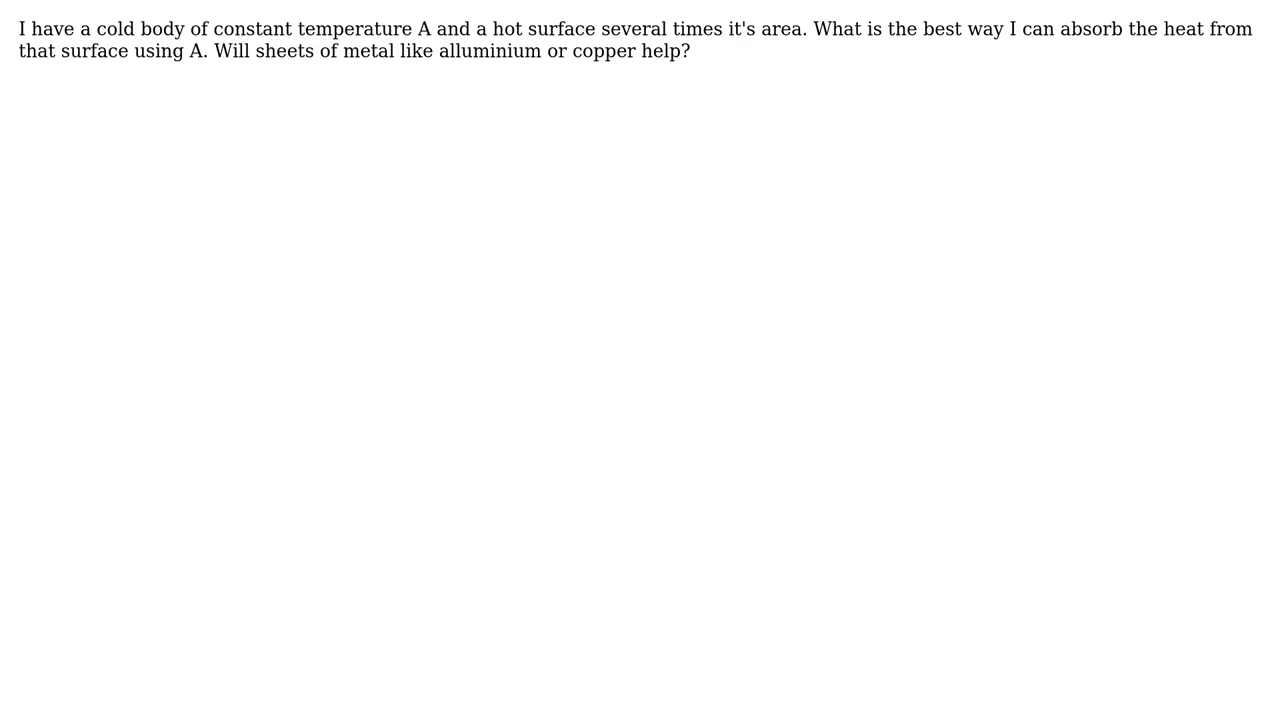 I have a cold body of constant temperature A and a hot surface several times it's area. What is the best way I can absorb the heat from
that surface using A. Will sheets of metal like alluminium or copper help?